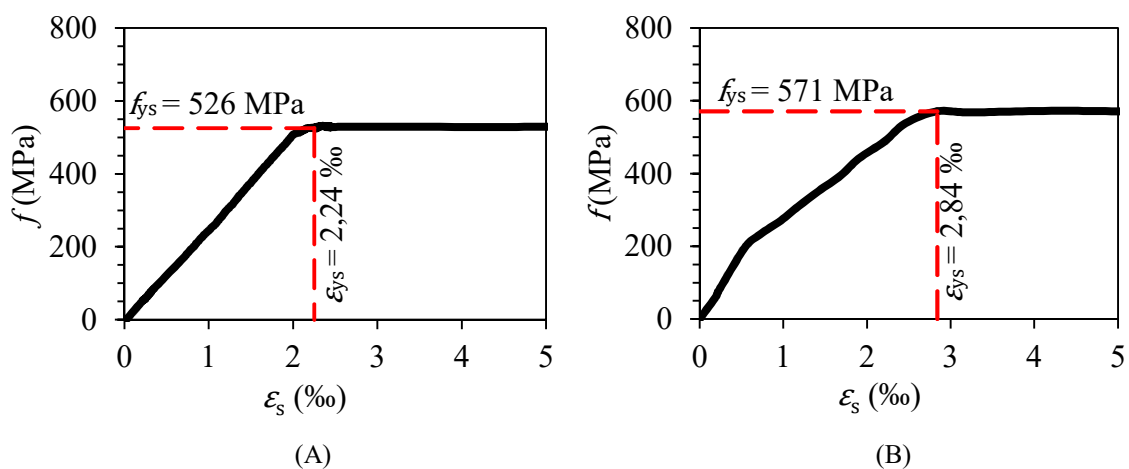 800
600
400
200
0
f (MPa)
fys = 526 MPa
εys = 2,24 ‰
0 1 2 3 4 5
εs (‰)
(A)
800
600
400
200
0
f (MPa)
fys = 571 MPa
εys = 2,84 ‰
0 1 2 3 4 5
εs (‰)
(B)